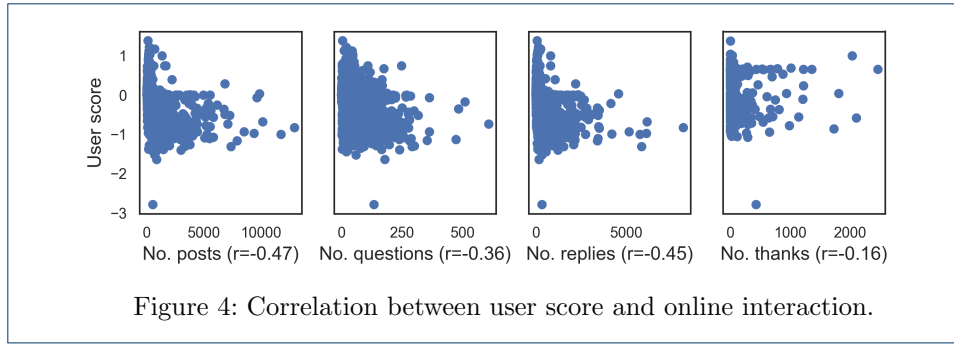 User score
1
0
−1
−2
−3
0 5000 10000
0 250 500
0 5000
0 1000 2000
No. posts (r=-0.47)
No. questions (r=-0.36)
No. replies (r=-0.45)
No. thanks (r=-0.16)
Figure 4: Correlation between user score and online interaction.